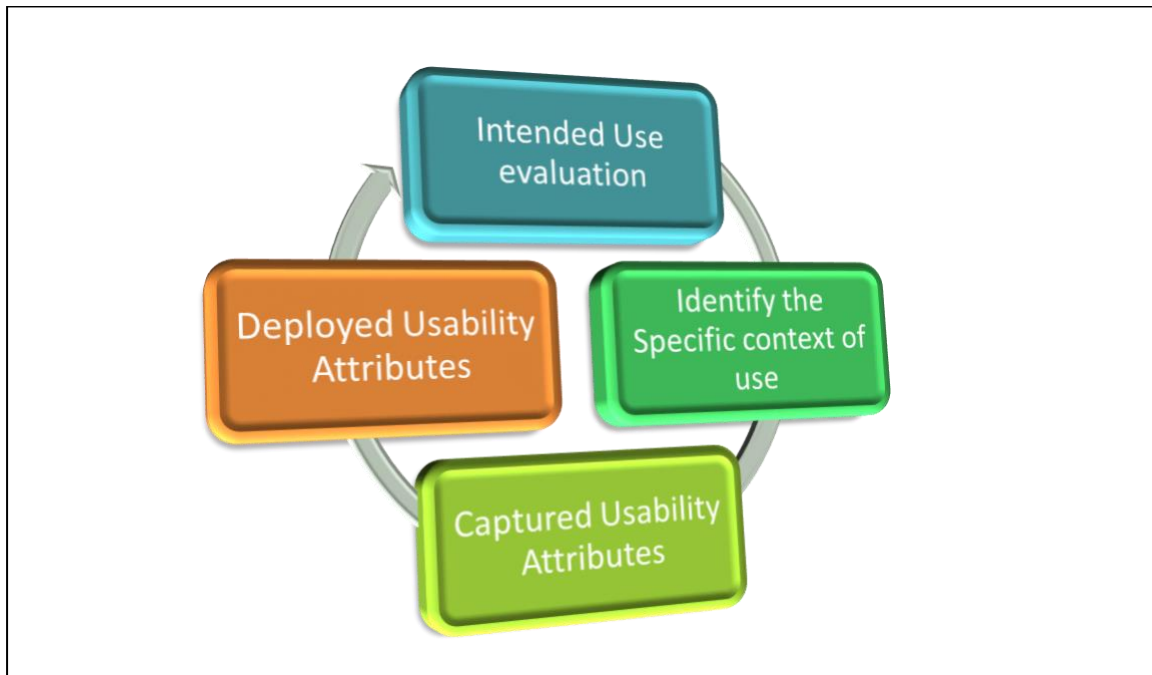 Intended Use
evaluation
Identify the
Specific context of
use
Captured Usability
Attributes
Deployed Usability
Attributes